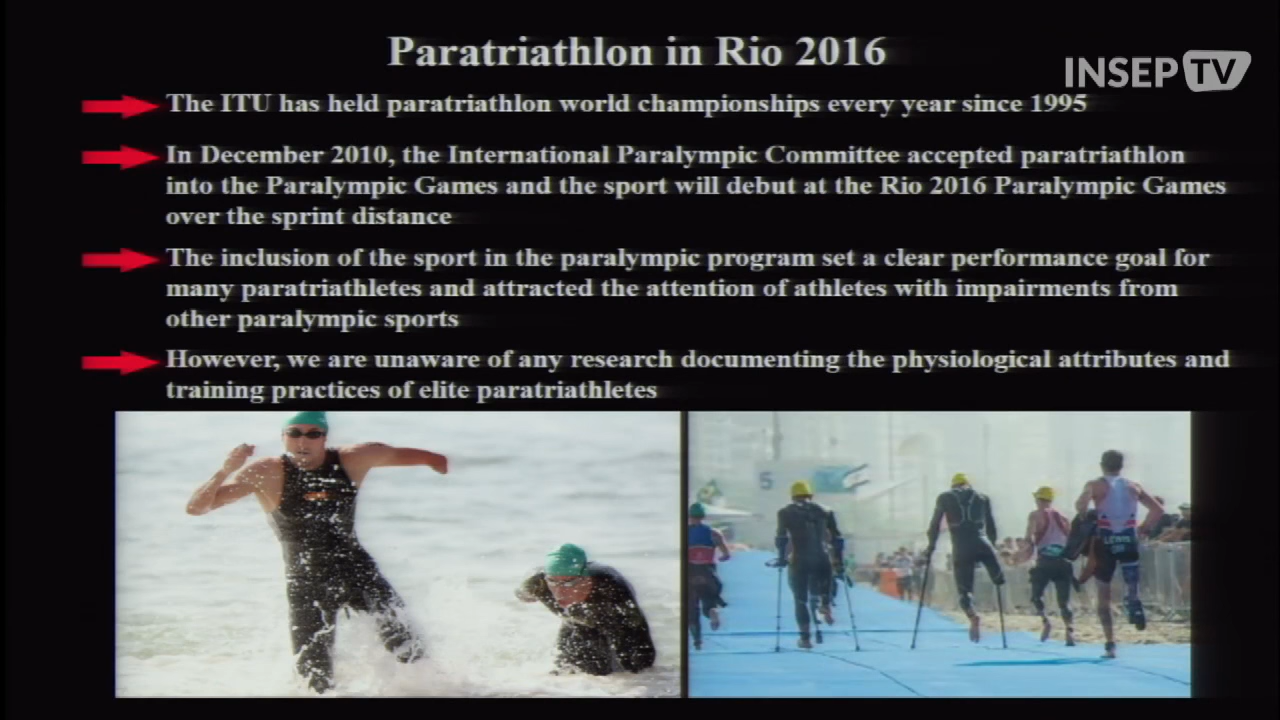 Paratriathlon in Rio 2016
INSEP TV
The ITU has held paratriathlon world championships every year since 1995
In December 2010, the International Paralympic Committee accepted paratriathlon
into the Paralympic Games and the sport will debut at the Rio 2016 Paralympic Games
over the sprint distance
The inclusion of the sport in the paralympic program set a clear performance goal for
many paratriathletes and attracted the attention of athletes with impairments from
other paralympic sports
However, we are unaware of any research documenting the physiological attributes and
training practices of elite paratriathletes
5
LEWIS